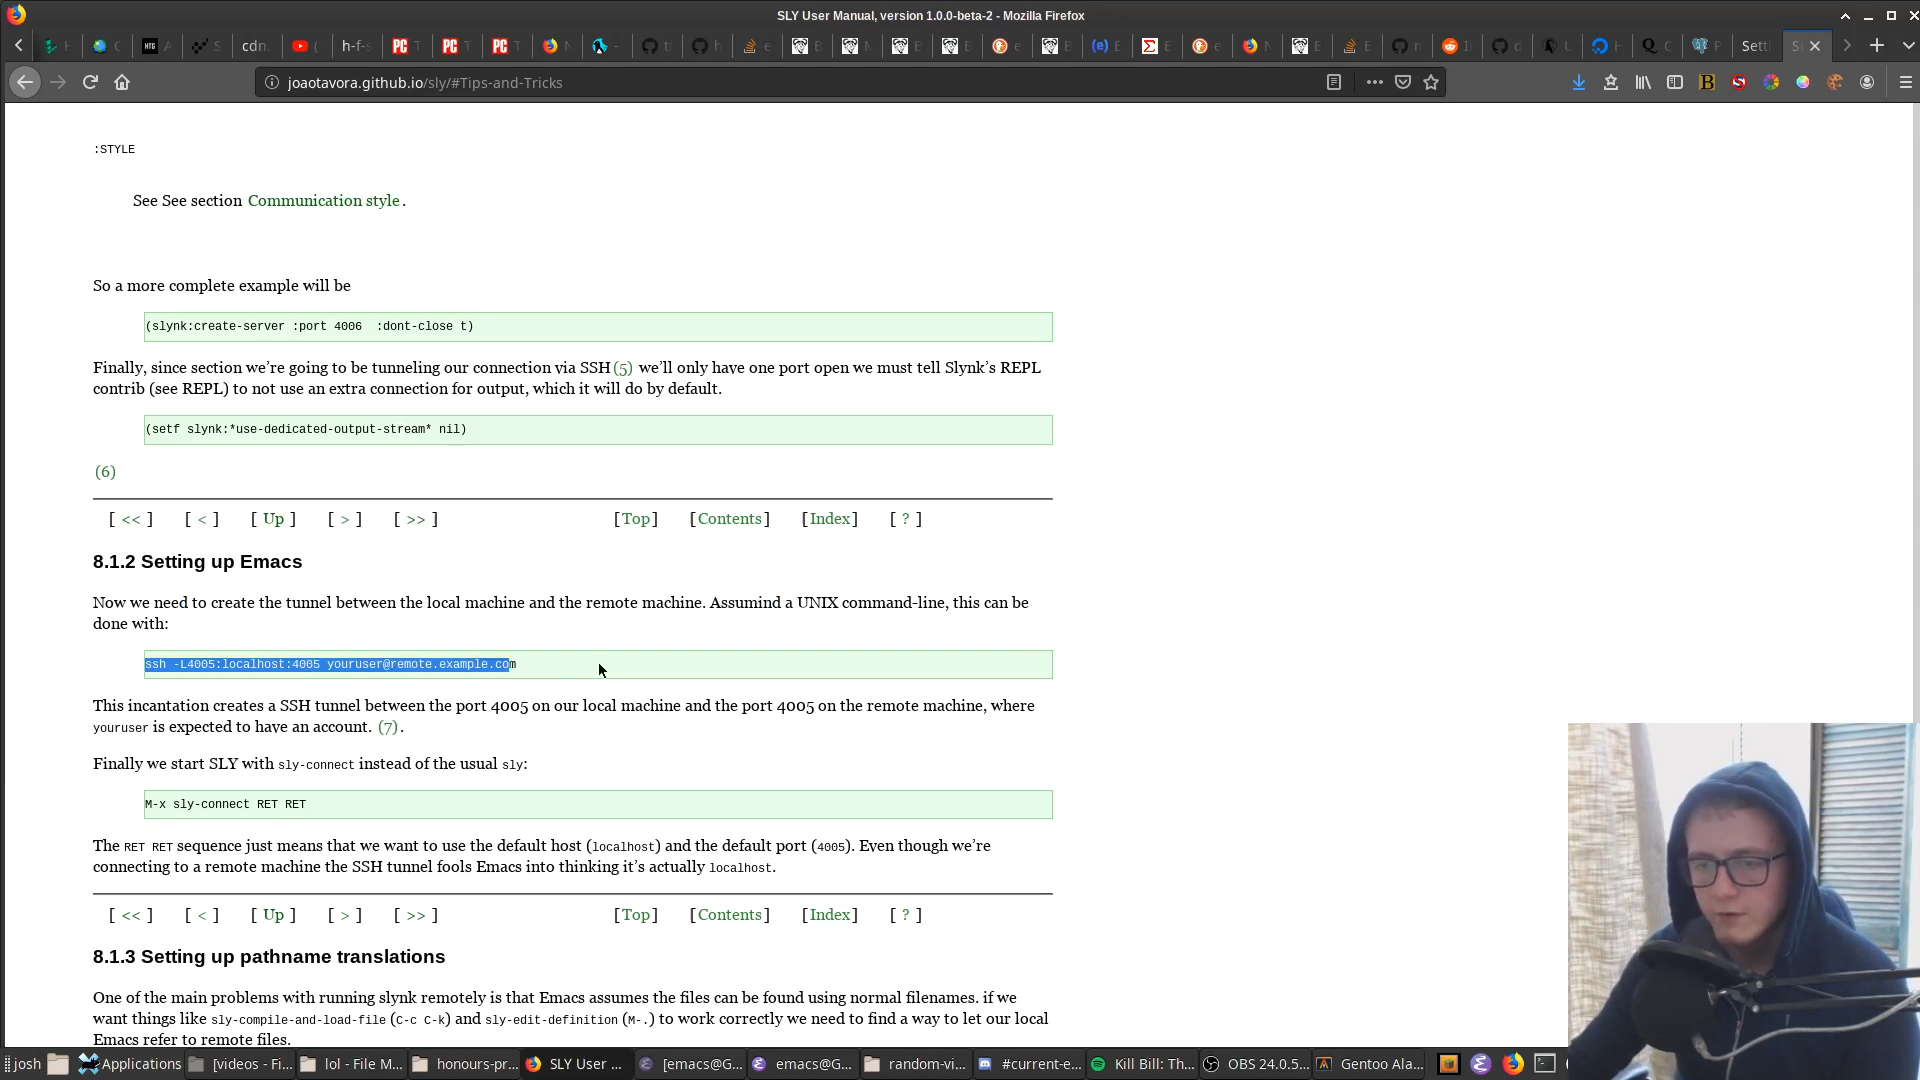 SLY User Manual, version 1.0.0-beta-2 - Mozilla Firefox
cdn
h-f-s
Sett
joaotavora.github.io/sly/#Tips-and-Tricks
:STYLE
See See section Communication style.
So a more complete example will be
(slynk:create-server :port 4006  :dont-close t)
Finally, since section we’re going to be tunneling our connection via SSH(5) we’ll only have one port open we must tell Slynk’s REPL
contrib (see REPL) to not use an extra connection for output, which it will do by default.
(setf slynk:*use-dedicated-output-stream* nil)
(6)
[ << ] [ < ] [ Up ] [ > ] [ >> ] [Top] [Contents] [Index] [ ? ]
8.1.2 Setting up Emacs
Now we need to create the tunnel between the local machine and the remote machine. Assumind a UNIX command-line, this can be
done with:
ssh -L4005:localhost:4005 youruser@remote.example.com
This incantation creates a SSH tunnel between the port 4005 on our local machine and the port 4005 on the remote machine, where
youruser is expected to have an account. (7).
Finally we start SLY with sly-connect instead of the usual sly:
M-x sly-connect RET RET
The RET RET sequence just means that we want to use the default host (localhost) and the default port (4005). Even though we’re
connecting to a remote machine the SSH tunnel fools Emacs into thinking it’s actually localhost.
[ << ] [ < ] [ Up ] [ > ] [ >> ] [Top] [Contents] [Index] [ ? ]
8.1.3 Setting up pathname translations
One of the main problems with running slynk remotely is that Emacs assumes the files can be found using normal filenames. if we
want things like sly-compile-and-load-file (C-c C-k) and sly-edit-definition (M-.) to work correctly we need to find a way to let our local
Emacs refer to remote files.
josh Applications [videos - Fi... lol - File M... honours-pr... SLY User ... [emacs@G... emacs@G... random-vi... #current-e... Kill Bill: Th... OBS 24.0.5... Gentoo Ala...